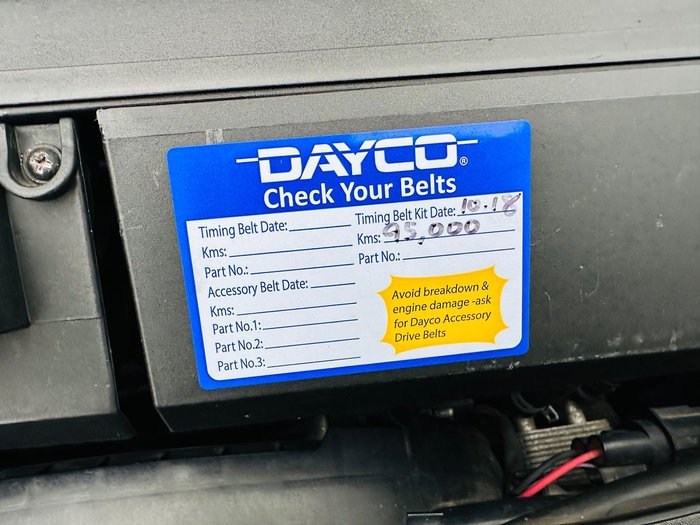 DAYCO®
Check Your Belts
Timing Belt Date:
Kms:
Part No.:
Accessory Belt Date:
Kms:
Part No.1:
Part No.2:
Part No.3:
Timing Belt Kit Date: 10.18
Kms: 95,000
Part No.:
Avoid breakdown &
engine damage -ask
for Dayco Accessory
Drive Belts